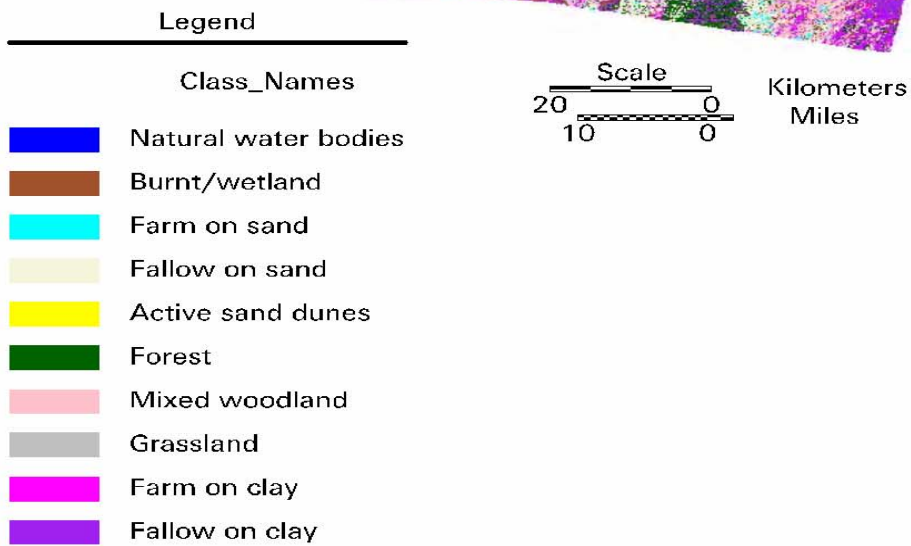 Legend
Class_Names
Natural water bodies
Burnt/wetland
Farm on sand
Fallow on sand
Active sand dunes
Forest
Mixed woodland
Grassland
Farm on clay
Fallow on clay
Scale
20 0 Kilometers
10 0 Miles